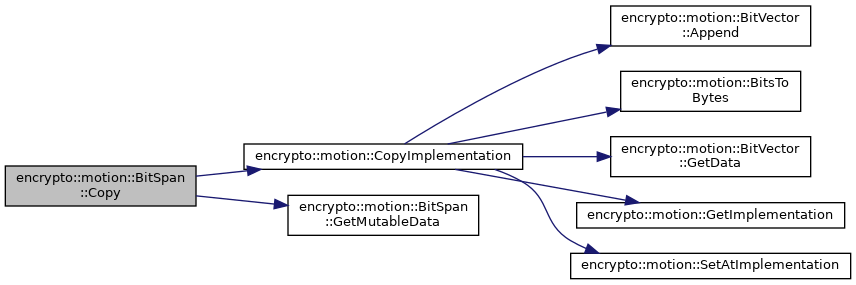 encrypto::motion::BitSpan
::Copy
encrypto::motion::CopyImplementation
encrypto::motion::BitSpan
::GetMutableData
encrypto::motion::BitVector
::Append
encrypto::motion::BitsTo
Bytes
encrypto::motion::BitVector
::GetData
encrypto::motion::GetImplementation
encrypto::motion::SetAtImplementation